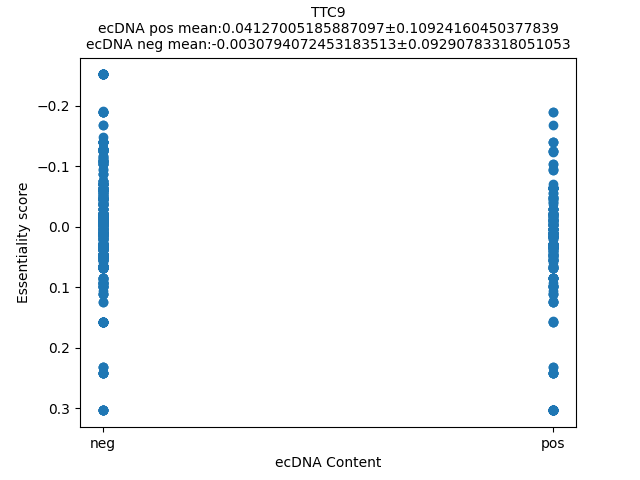 TTC9
ecDNA pos mean:0.04127005185887097±0.10924160450377839
ecDNA neg mean:-0.0030794072453183513±0.09290783318051053
Essentiality score
−0.2
−0.1
0.0
0.1
0.2
0.3
neg
pos
ecDNA Content